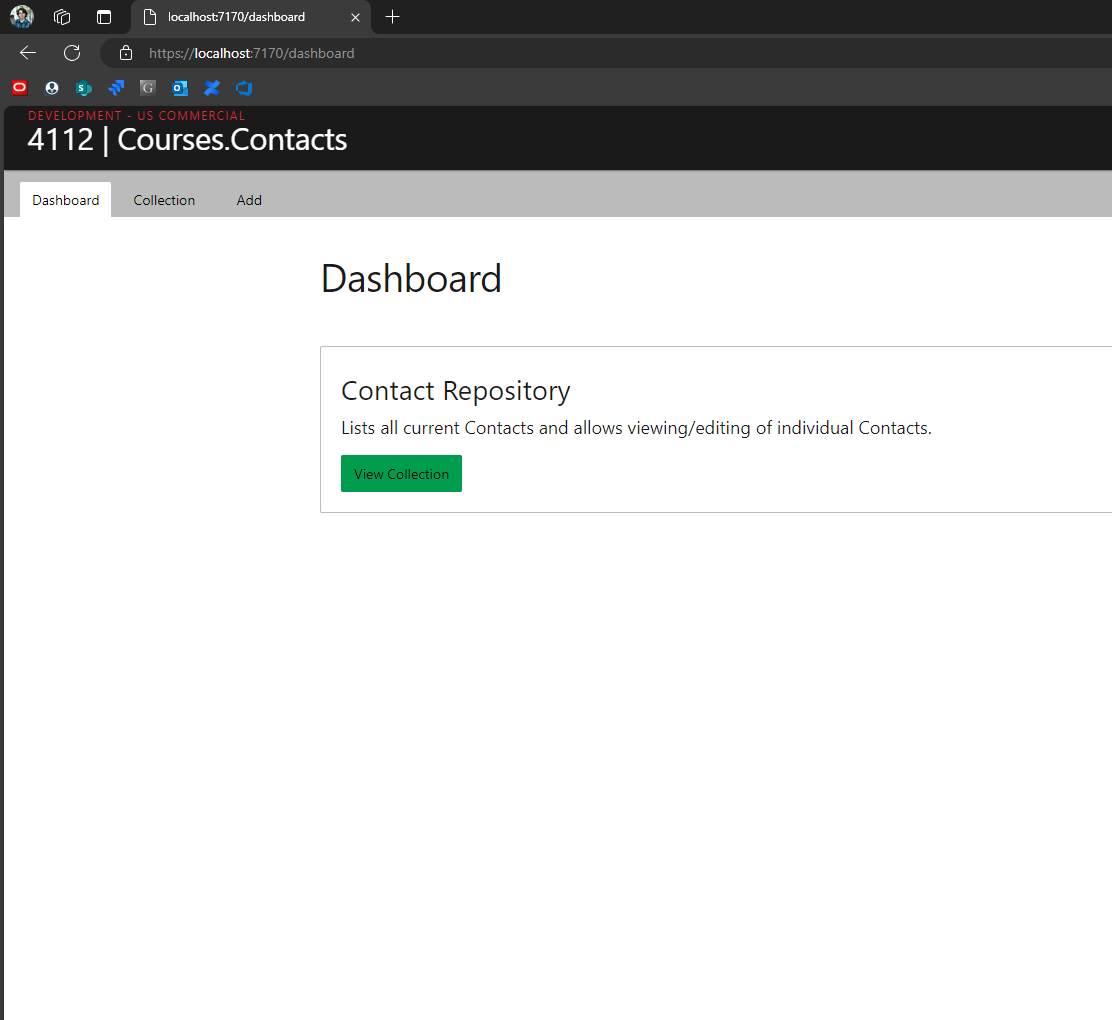 localhost:7170/dashboard
https://localhost:7170/dashboard
S G o
DEVELOPMENT - US COMMERCIAL
4112 | Courses.Contacts
Dashboard Collection Add
Dashboard
Contact Repository
Lists all current Contacts and allows viewing/editing of individual Contacts.
View Collection